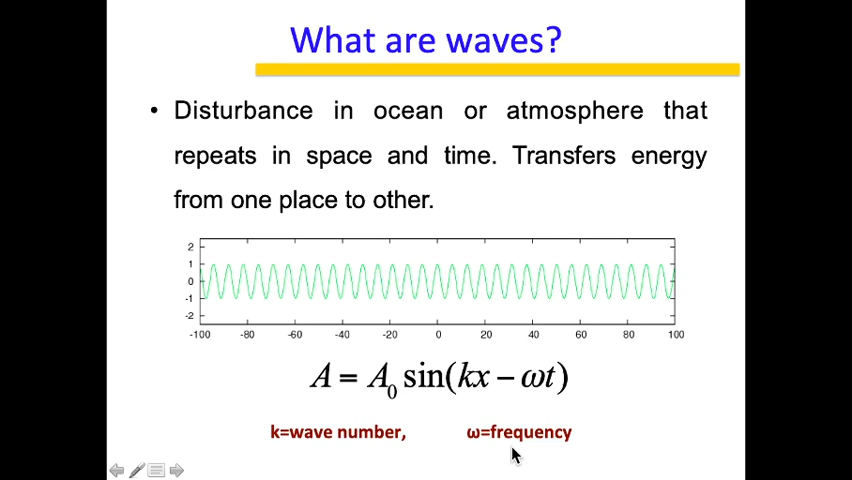 What are waves?
• Disturbance in ocean or atmosphere that
repeats in space and time. Transfers energy
from one place to other.
2
1
0
-1
-2
-100 -80 -60 -40 -20 0 20 40 60 80 100
A = A₀ sin(kx − ωt)
k=wave number, ω=frequency